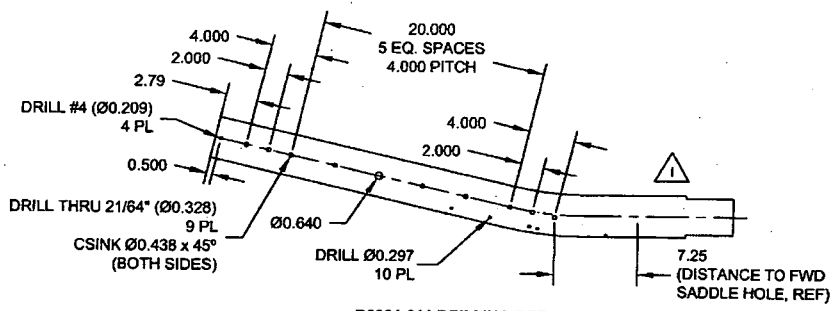 20.000
5 EQ. SPACES
4.000 PITCH
4.000
2.000
2.79
DRILL #4 (Ø0.209)
4 PL
0.500
DRILL THRU 21/64" (Ø0.328)
9 PL
CSINK Ø0.438 x 45°
(BOTH SIDES)
Ø0.640
DRILL Ø0.297
10 PL
4.000
2.000
1
7.25
(DISTANCE TO FWD
SADDLE HOLE, REF)